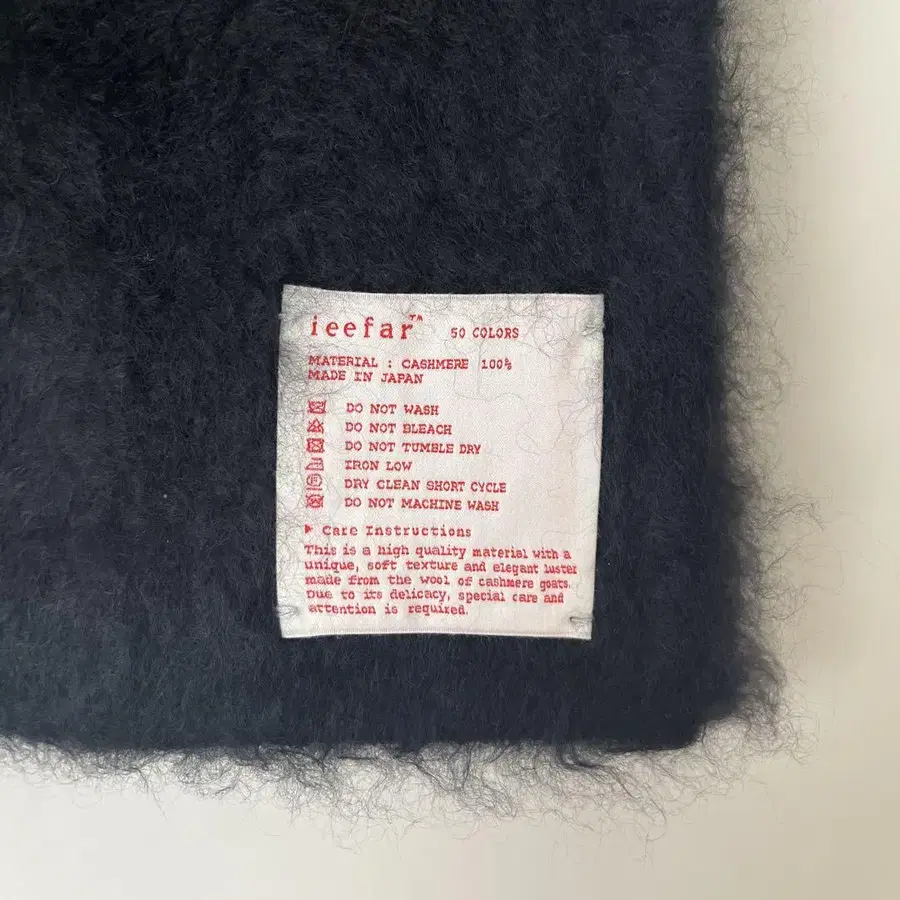 ieefar™ 50 COLORS
MATERIAL : CASHMERE 100%
MADE IN JAPAN
DO NOT WASH
DO NOT BLEACH
DO NOT TUMBLE DRY
IRON LOW
DRY CLEAN SHORT CYCLE
DO NOT MACHINE WASH
▶ Care Instructions
This is a high quality material with a
unique, soft texture and elegant luster
made from the wool of cashmere goats.
Due to its delicacy, special care and
attention is required.